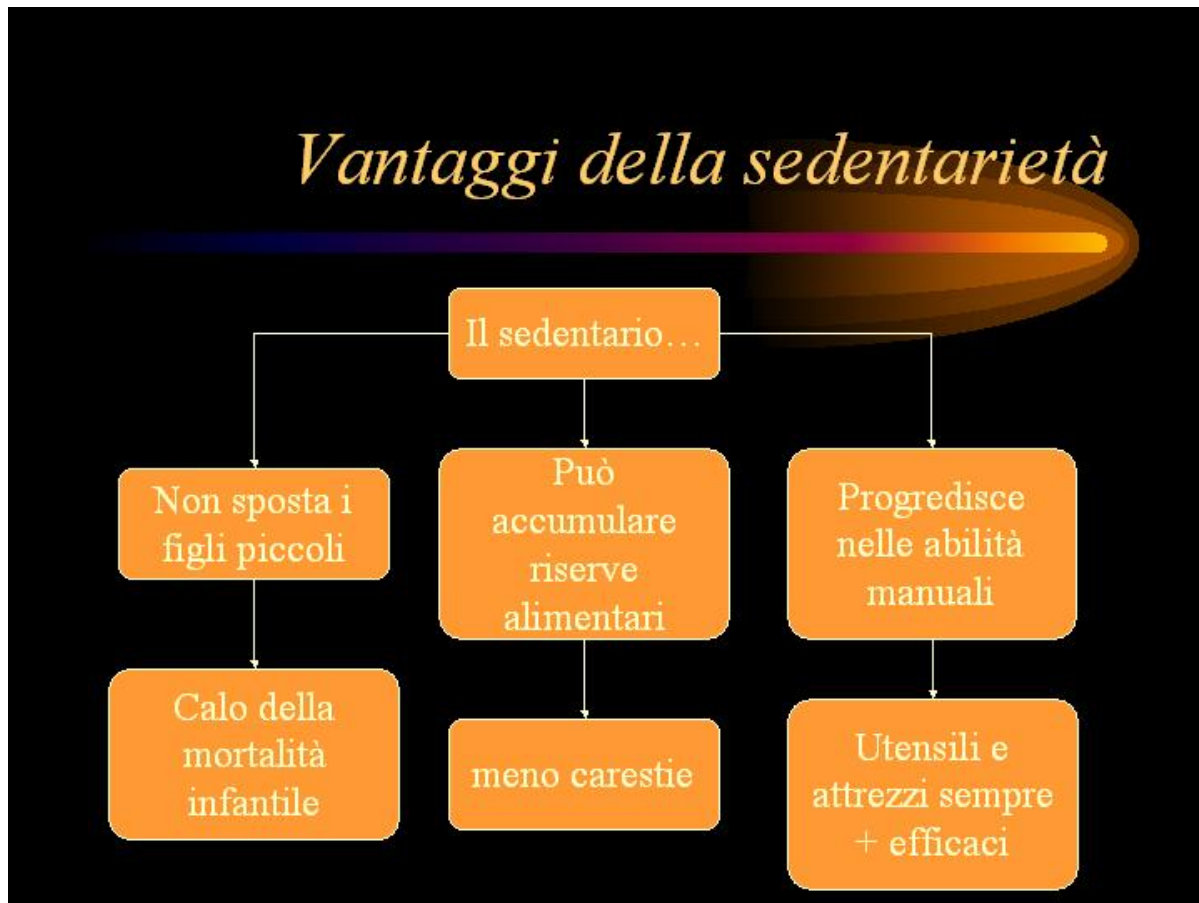 Vantaggi della sedentarietà
Il sedentario…
Non sposta i
figli piccoli
Calo della
mortalità
infantile
Può
accumulare
riserve
alimentari
meno carestie
Progredisce
nelle abilità
manuali
Utensili e
attrezzi sempre
+ efficaci